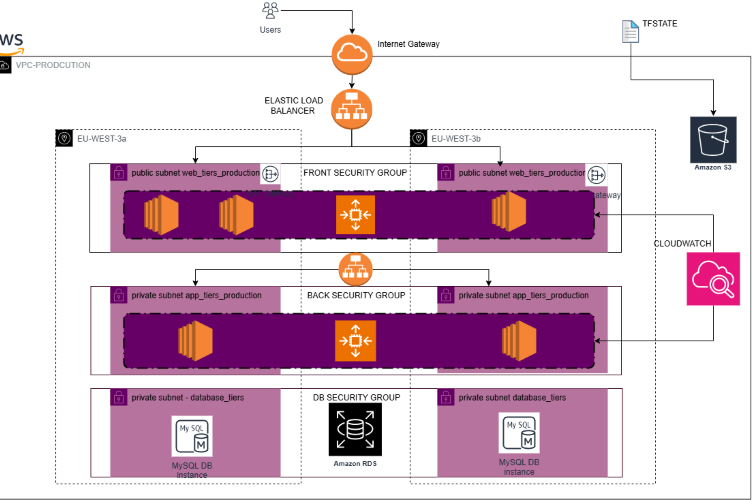 Users
TFSTATE
WS
Internet Gateway
VPC-PRODCUTION
ELASTIC LOAD
BALANCER
EU-WEST-3a
EU-WEST-3b
Amazon S3
public subnet web_tiers_production
FRONT SECURITY GROUP
public subnet web_tiers_production
ateway
CLOUDWATCH
private subnet app_tiers_production
BACK SECURITY GROUP
private subnet app_tiers_production
private subnet - database_tiers
DB SECURITY GROUP
private subnet database_tiers
My SQL
M
My SQL
M
MySQL DB
instance
Amazon RDS
MySQL DB
instance